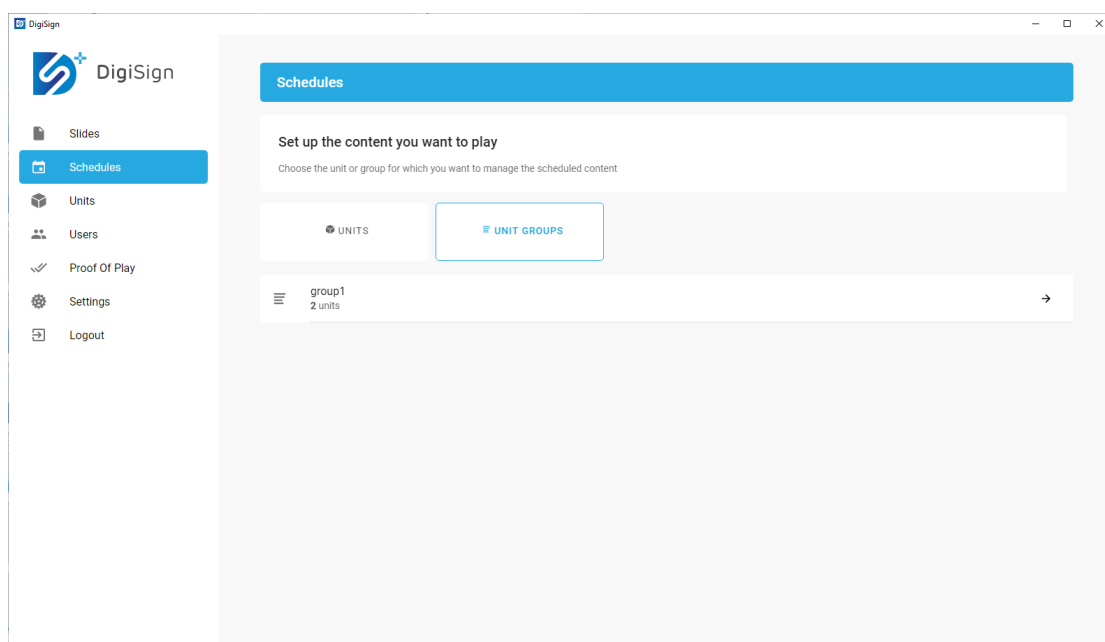 DigiSign
DigiSign
Slides
Schedules
Units
Users
Proof Of Play
Settings
Logout
Schedules
Set up the content you want to play
Choose the unit or group for which you want to manage the scheduled content
UNITS
UNIT GROUPS
group1
2 units